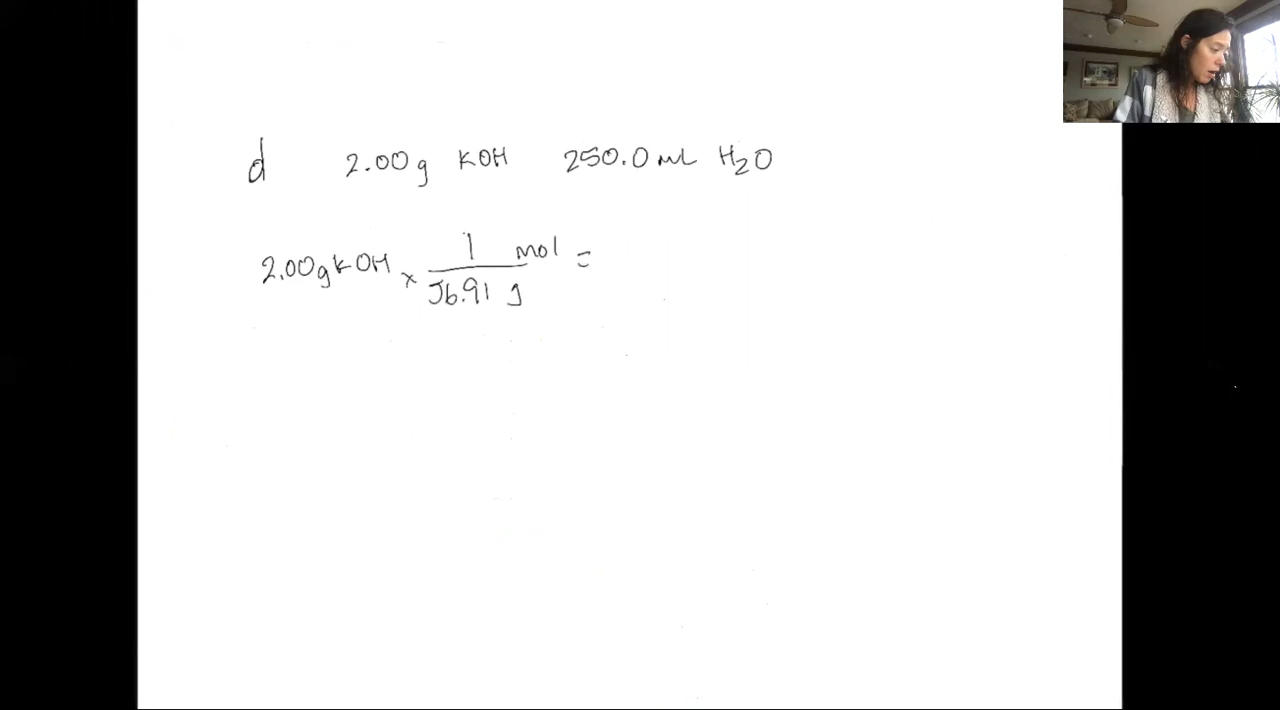 d 2.00g KOH 250.0 mL H2O
2.00g KOH × 1 mol / 56.91 g =